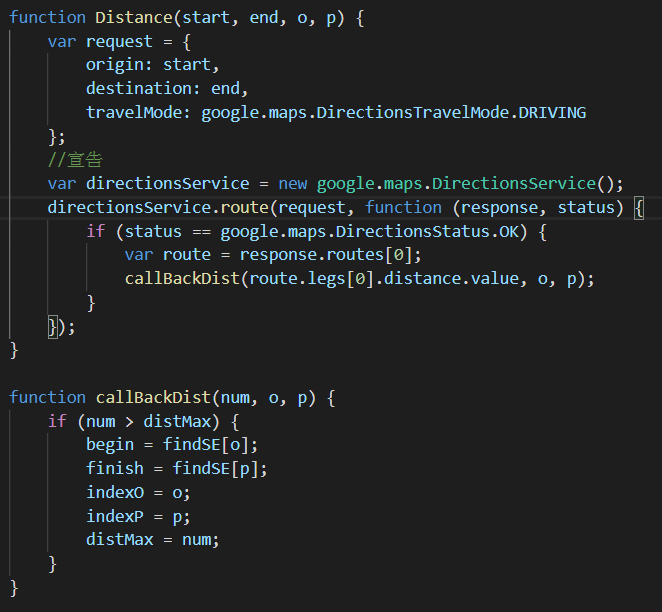 function Distance(start, end, o, p) {
    var request = {
        origin: start,
        destination: end,
        travelMode: google.maps.DirectionsTravelMode.DRIVING
    };
    //宣告
    var directionsService = new google.maps.DirectionsService();
    directionsService.route(request, function (response, status) {
        if (status == google.maps.DirectionsStatus.OK) {
            var route = response.routes[0];
            callBackDist(route.legs[0].distance.value, o, p);
        }
    });
}

function callBackDist(num, o, p) {
    if (num > distMax) {
        begin = findSE[o];
        finish = findSE[p];
        indexO = o;
        indexP = p;
        distMax = num;
    }
}